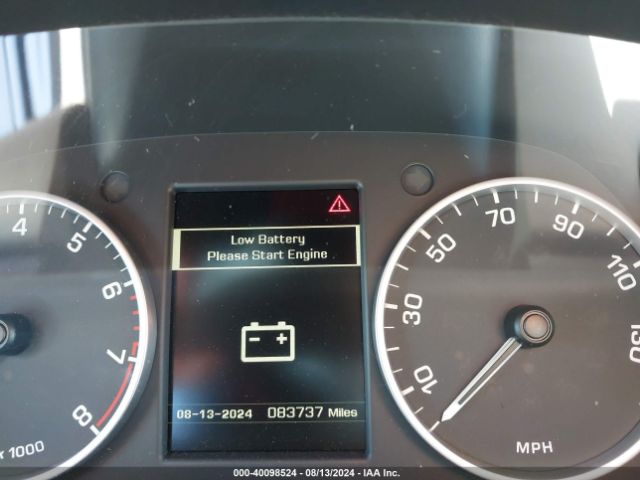 4
5
6
7
8
x 1000
Low Battery
Please Start Engine
- +
08-13-2024 083737 Miles
10
30
50
70
90
110
130
MPH
000-40098524 - 08/13/2024 - IAA Inc.